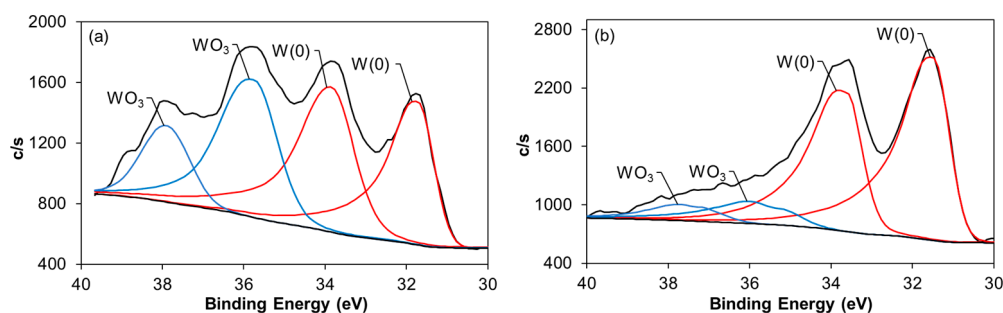 (a)
2000
1600
1200
800
400
c/s
WO₃
WO₃
W(0)
W(0)
40 38 36 34 32 30
Binding Energy (eV)
(b)
2800
2200
1600
1000
400
c/s
WO₃
WO₃
W(0)
W(0)
40 38 36 34 32 30
Binding Energy (eV)